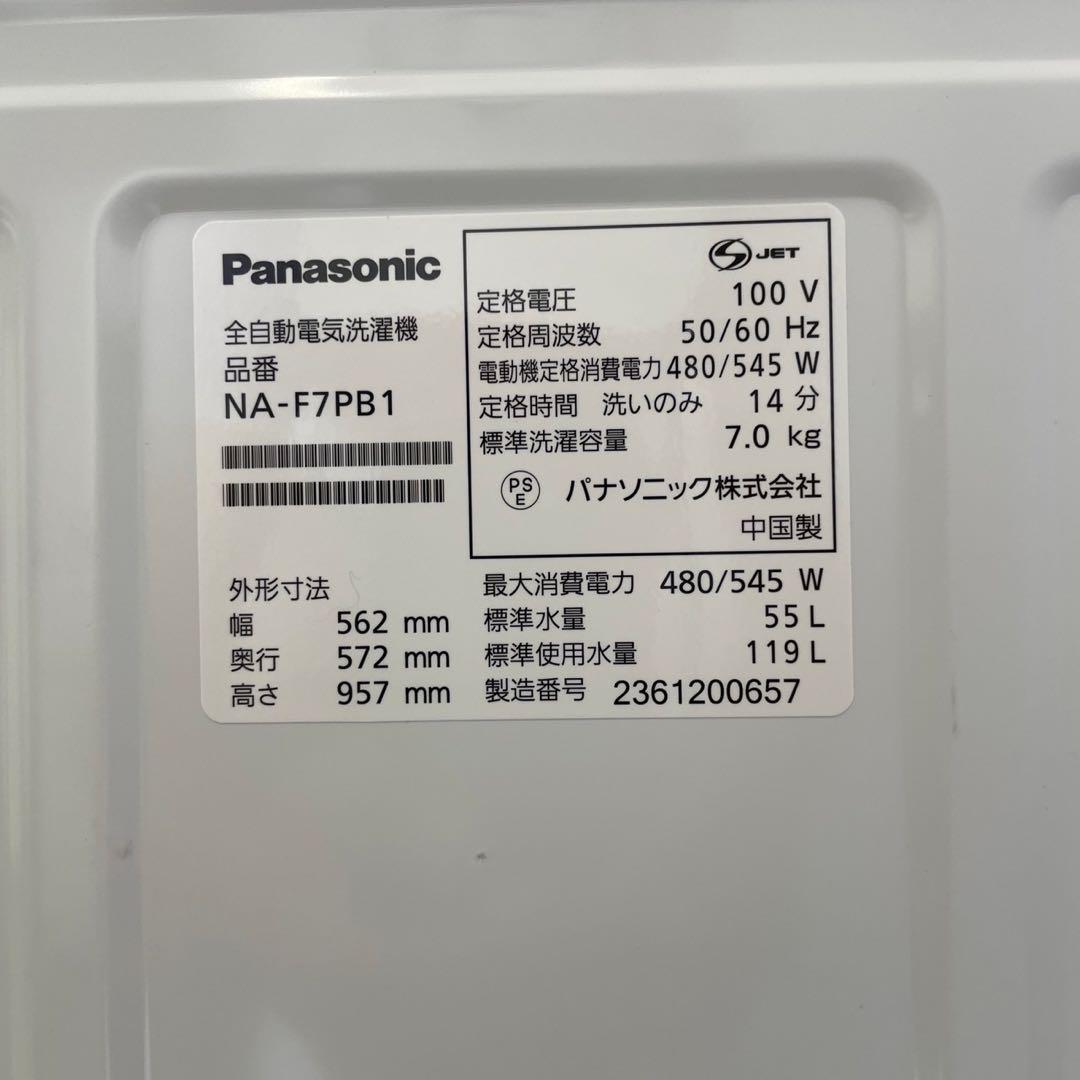 Panasonic
全自動電気洗濯機
品番
NA-F7PB1
外形寸法
幅 562 mm
奥行 572 mm
高さ 957 mm
S JET
定格電圧 100 V
定格周波数 50/60 Hz
電動機定格消費電力 480/545 W
定格時間 洗いのみ 14 分
標準洗濯容量 7.0 kg
PS
E
パナソニック株式会社
中国製
最大消費電力 480/545 W
標準水量 55 L
標準使用水量 119 L
製造番号 2361200657